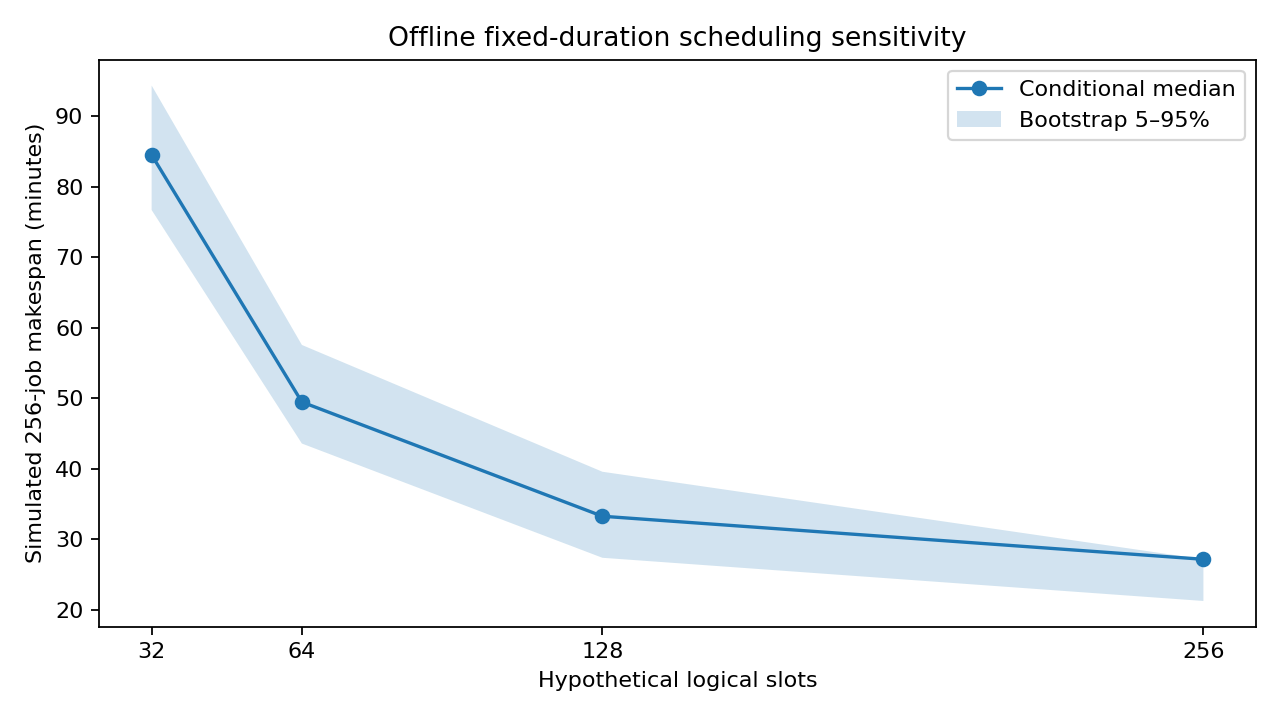 Offline fixed-duration scheduling sensitivity
Conditional median
Bootstrap 5–95%
Simulated 256-job makespan (minutes)
90
80
70
60
50
40
30
20
32
64
128
256
Hypothetical logical slots